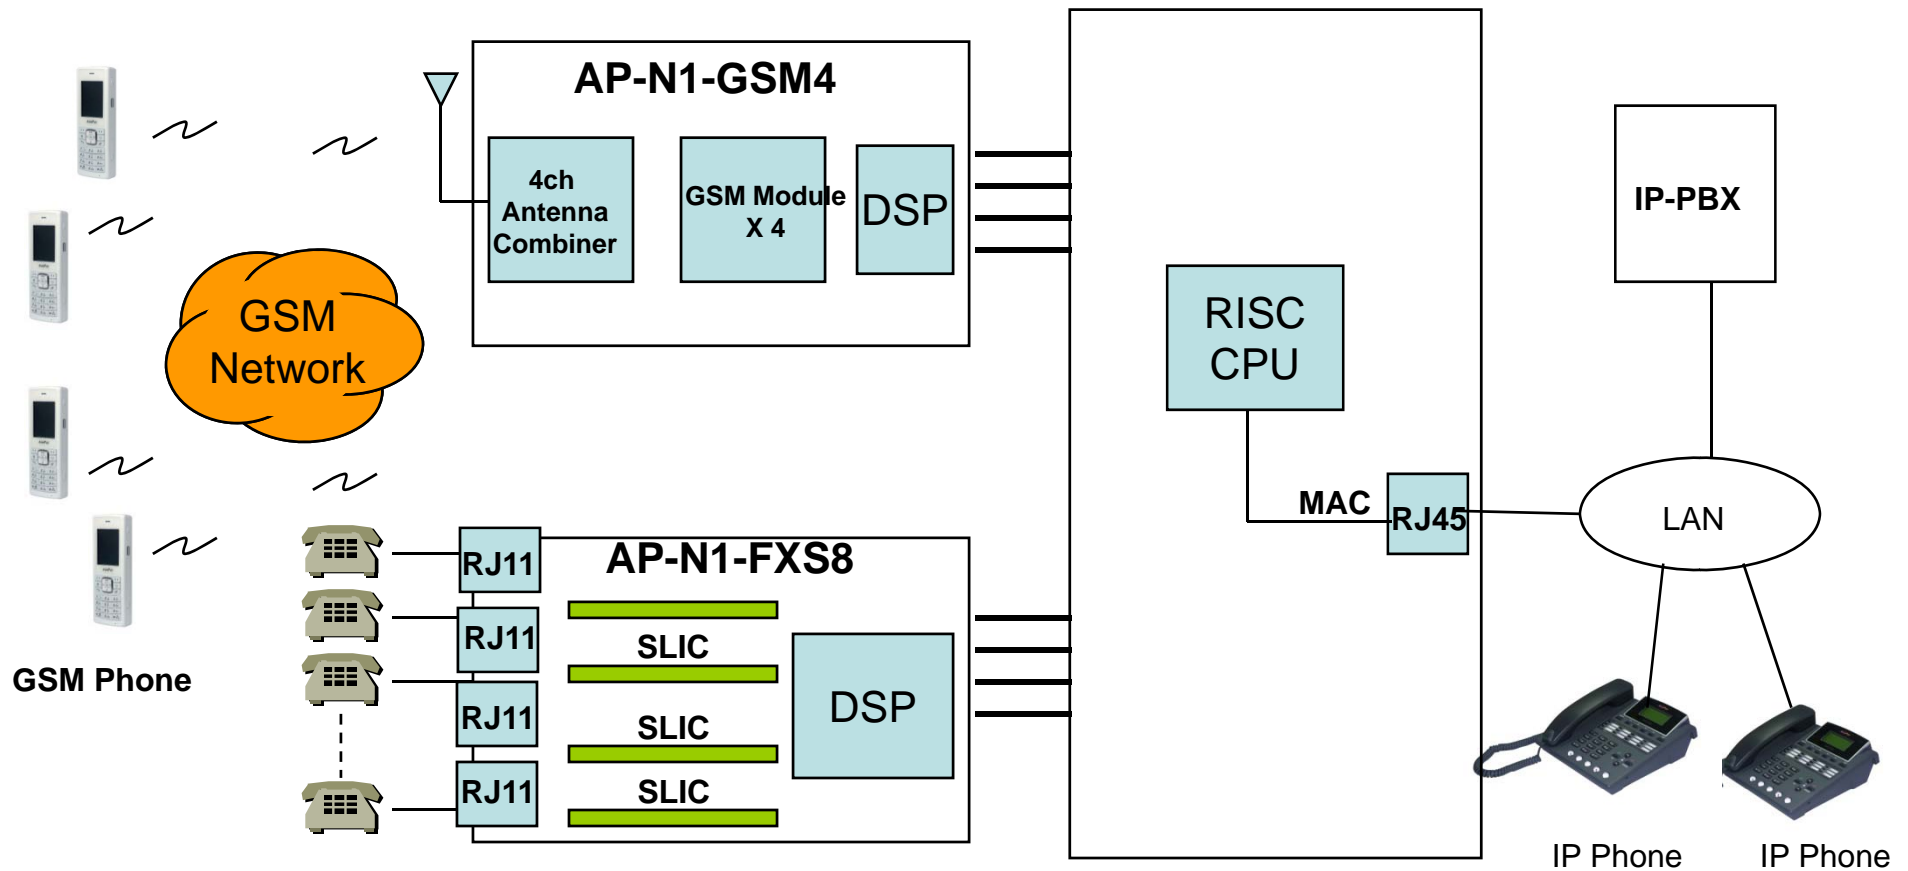 AP-N1-GSM4
4ch
Antenna
Combiner
GSM Module
X 4
DSP
GSM
Network
RISC
CPU
IP-PBX
MAC
RJ45
LAN
AP-N1-FXS8
RJ11
RJ11
RJ11
RJ11
SLIC
SLIC
SLIC
DSP
GSM Phone
IP Phone
IP Phone